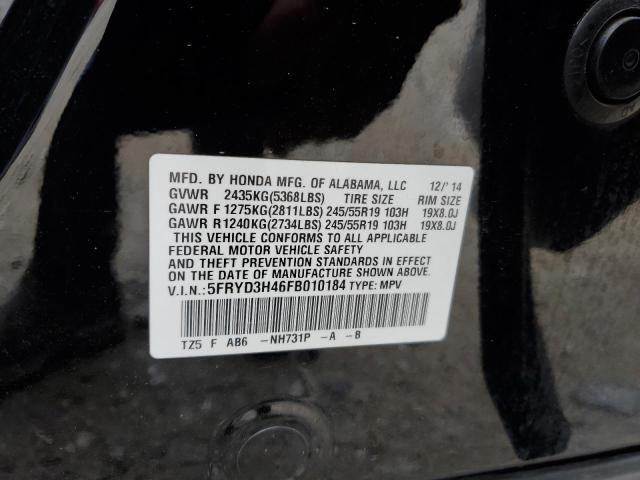 MFD. BY HONDA MFG. OF ALABAMA, LLC 12/'14
GVWR 2435KG(5368LBS) TIRE SIZE RIM SIZE
GAWR F 1275KG(2811LBS) 245/55R19 103H 19X8.0J
GAWR R1240KG(2734LBS) 245/55R19 103H 19X8.0J
THIS VEHICLE CONFORMS TO ALL APPLICABLE
FEDERAL MOTOR VEHICLE SAFETY
AND THEFT PREVENTION STANDARDS IN EFFECT
ON THE DATE OF MANUFACTURE SHOWN ABOVE.
V.I.N.:5FRYD3H46FB010184 TYPE: MPV
TZ5 F AB6 -NH731P -A -B